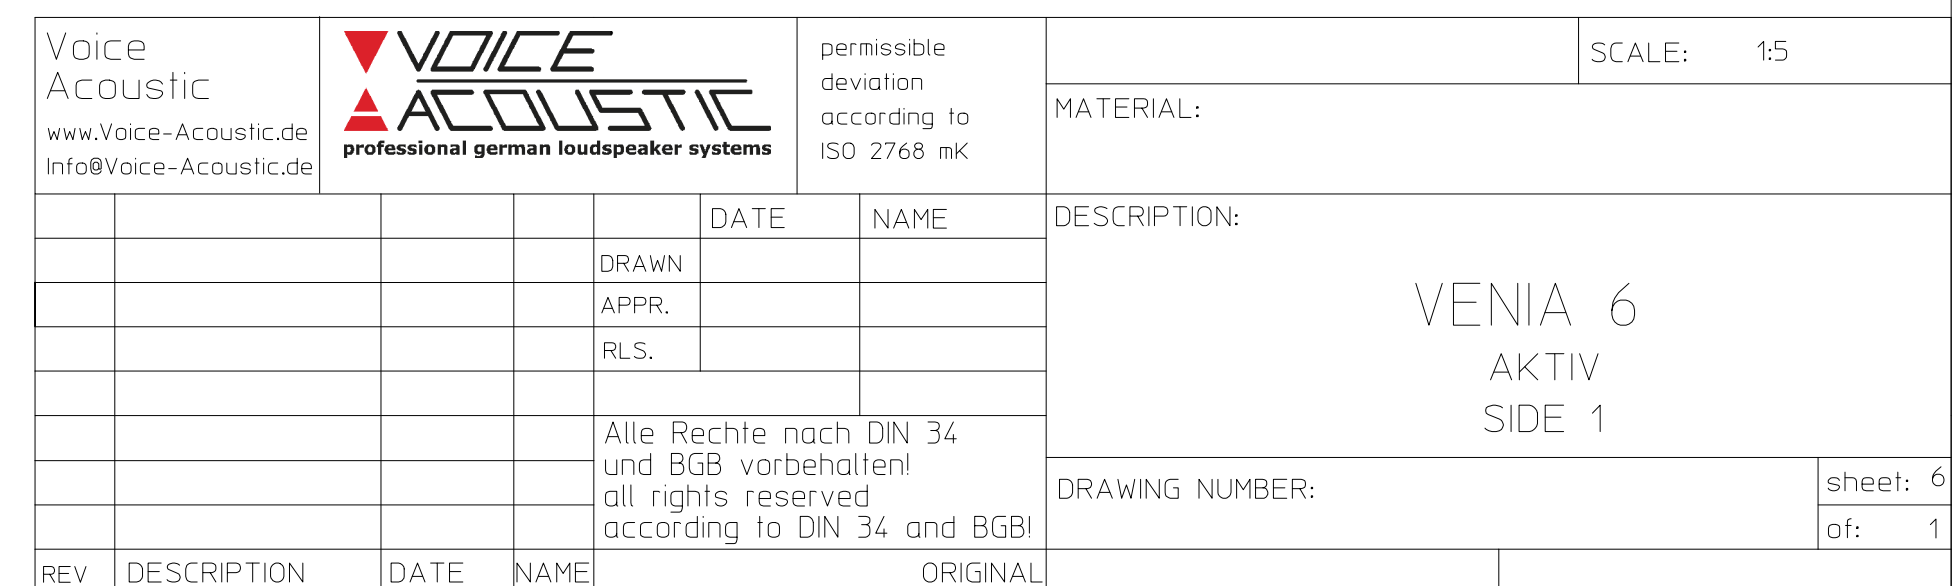 Voice
Acoustic
www.Voice-Acoustic.de
Info@Voice-Acoustic.de
VOICE
ACOUSTIC
professional german loudspeaker systems
permissible
deviation
according to
ISO 2768 mK
SCALE: 1:5
MATERIAL:
DATE NAME
DRAWN
APPR.
RLS.
DESCRIPTION:
VENIA 6
AKTIV
SIDE 1
Alle Rechte nach DIN 34
und BGB vorbehalten!
all rights reserved
according to DIN 34 and BGB!
DRAWING NUMBER:
sheet: 6
of: 1
REV DESCRIPTION DATE NAME ORIGINAL